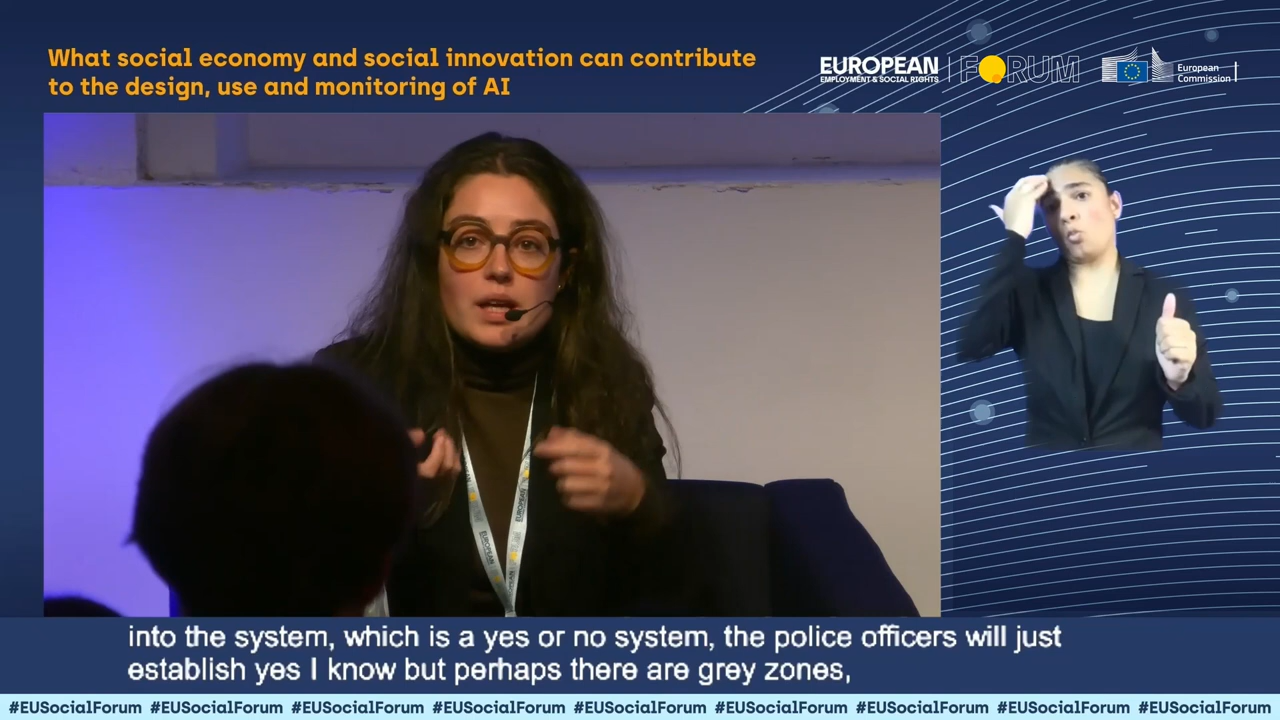 What social economy and social innovation can contribute
to the design, use and monitoring of AI
EUROPEAN
EMPLOYMENT & SOCIAL RIGHTS
FORUM
European
Commission
EUROPEAN
EUROPEAN
into the system, which is a yes or no system, the police officers will just
establish yes I know but perhaps there are grey zones,
#EUSocialForum #EUSocialForum #EUSocialForum #EUSocialForum #EUSocialForum #EUSocialForum #EUSocialForum #EUSocialForum #EUSocialForum